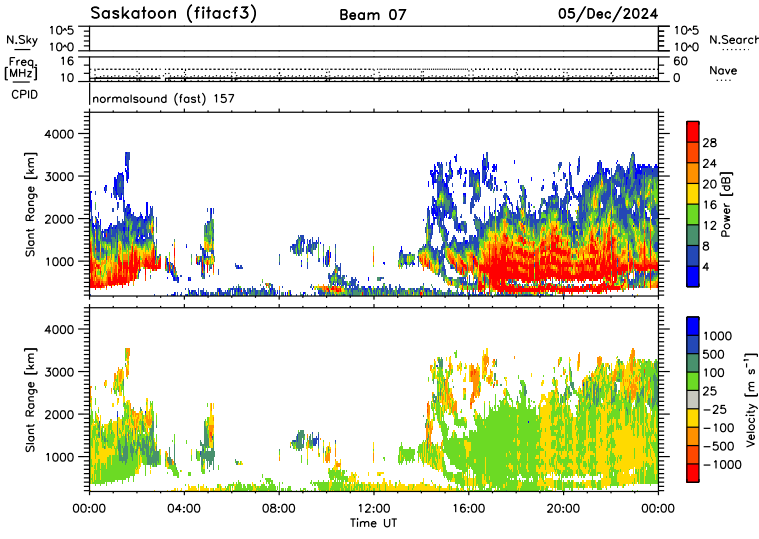 Saskatoon (fitacf3) Beam 07 05/Dec/2024
N.Sky 10^5 10^0 10^5 10^0 N.Search
Freq. [MHz] 16 10 60 0 Nave
CPID normalsound (fast) 157
Slant Range [km] 4000 3000 2000 1000
28 24 20 16 12 8 4 Power [dB]
Slant Range [km] 4000 3000 2000 1000
1000 500 100 25 −25 −100 −500 −1000 Velocity [m s⁻¹]
00:00 04:00 08:00 12:00 16:00 20:00 00:00
Time UT